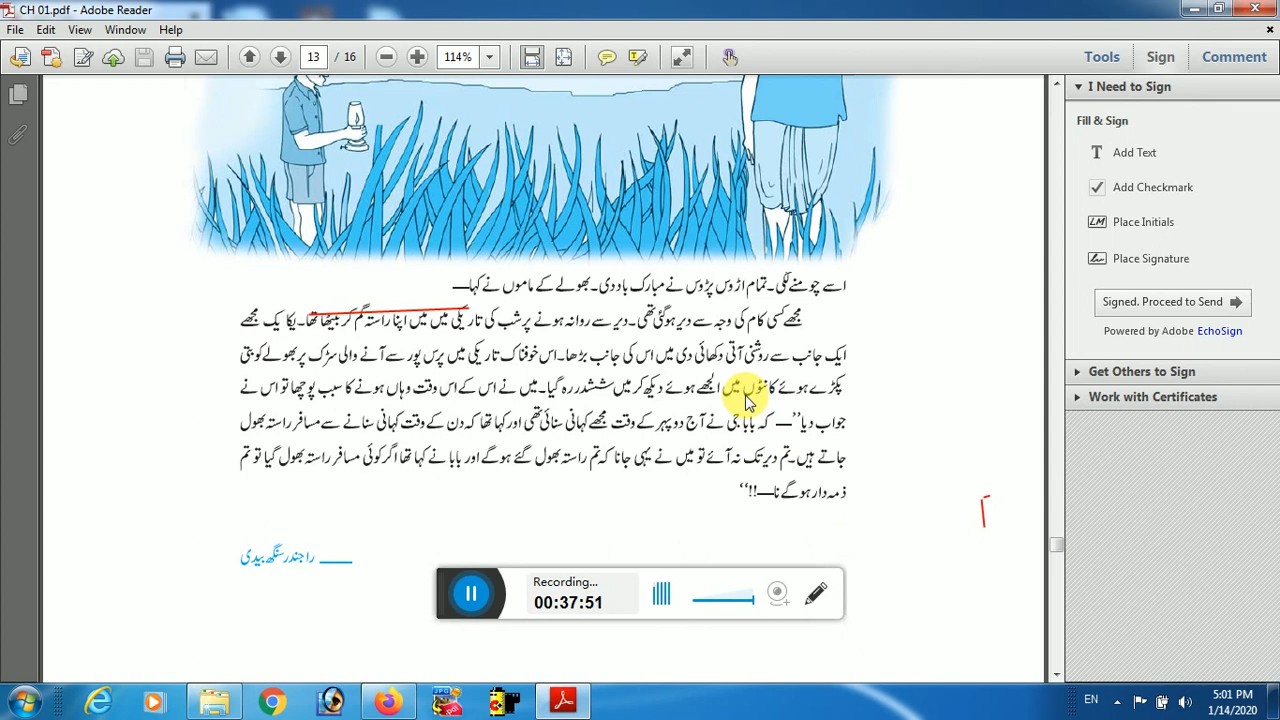 CH 01.pdf - Adobe Reader
File Edit View Window Help
13 / 16 114% Tools Sign Comment
I Need to Sign
Fill & Sign
T Add Text
Add Checkmark
LM Place Initials
Place Signature
Signed. Proceed to Send
Powered by Adobe EchoSign
Get Others to Sign
Work with Certificates
اسے چومنے لگی۔ تمام اڑوس پڑوس نے مبارک باد دی۔ بھولے کے ماموں نے کہا—
مجھے کسی کام کی وجہ سے دیر ہو گئی تھی۔ دیر سے روانہ ہونے پر شب کی تاریکی میں میں اپنا راستہ گم کر بیٹھا تھا۔ یکا یک مجھے
ایک جانب سے روشنی آتی دکھائی دی میں اس کی جانب بڑھا۔ اس خوفناک تاریکی میں پرس پور سے آنے والی سڑک پر بھولے کو بتی
پکڑے ہوئے کانٹوں میں الجھے ہوئے دیکھ کر میں ششدر رہ گیا۔ میں نے اس کے اس وقت وہاں ہونے کا سبب پوچھا تو اس نے
جواب دیا’’— کہ بابا جی نے آج دوپہر کے وقت مجھے کہانی سنائی تھی اور کہا تھا کہ دن کے وقت کہانی سنانے سے مسافر راستہ بھول
جاتے ہیں۔ تم دیر تک نہ آئے تو میں نے یہی جانا کہ تم راستہ بھول گئے ہو گے اور بابا نے کہا تھا اگر کوئی مسافر راستہ بھول گیا تو تم
ذمہ دار ہو گے نا—!!‘‘
راجندر سنگھ بیدی
Recording...
00:37:51
EN 5:01 PM
1/14/2020